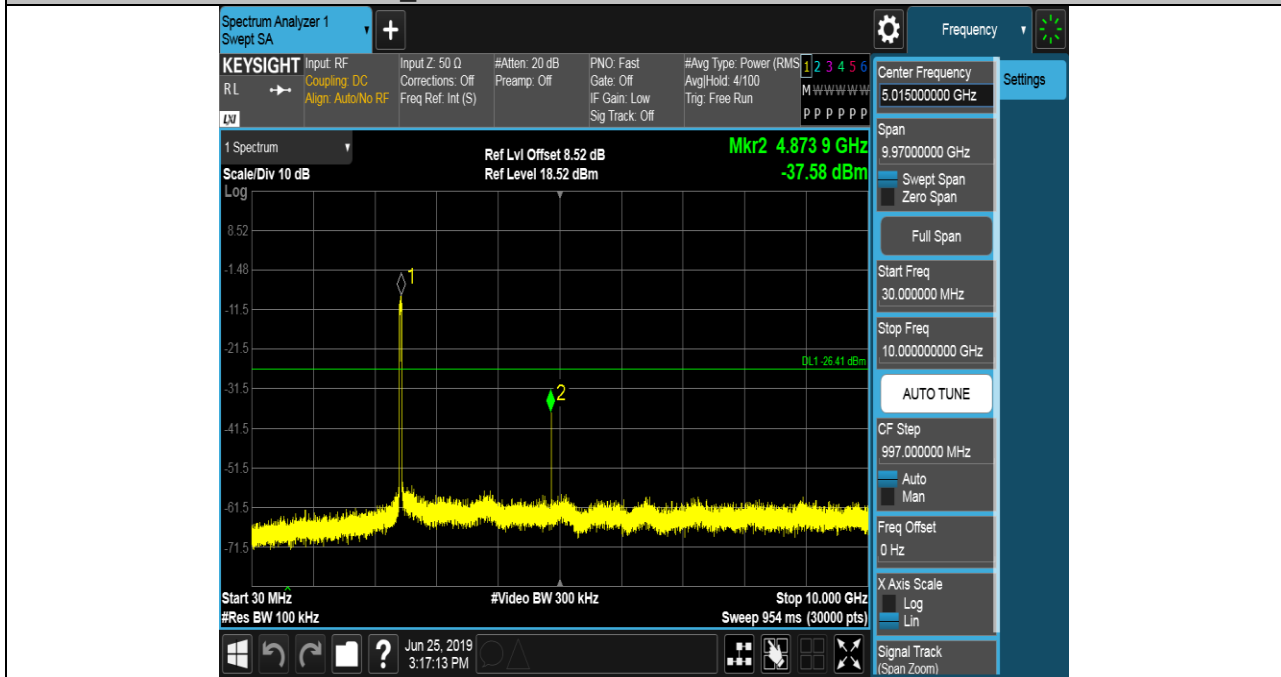 Spectrum Analyzer 1
Swept SA
Frequency
KEYSIGHT
RL
LXI
Input: RF
Coupling: DC
Align: Auto/No RF
Input Z: 50 Ω
Corrections: Off
Freq Ref: Int (S)
#Atten: 20 dB
Preamp: Off
PNO: Fast
Gate: Off
IF Gain: Low
Sig Track: Off
#Avg Type: Power (RMS
Avg|Hold: 4/100
Trig: Free Run
1 2 3 4 5 6
M W W W W W
P P P P P P
1 Spectrum
Scale/Div 10 dB
Ref Lvl Offset 8.52 dB
Ref Level 18.52 dBm
Mkr2 4.873 9 GHz
-37.58 dBm
Log
8.52
-1.48
-11.5
-21.5
-31.5
-41.5
-51.5
-61.5
-71.5
1
2
DL1 -26.41 dBm
Start 30 MHz
#Res BW 100 kHz
#Video BW 300 kHz
Stop 10.000 GHz
Sweep 954 ms (30000 pts)
Jun 25, 2019
3:17:13 PM
Center Frequency
5.015000000 GHz
Span
9.97000000 GHz
Swept Span
Zero Span
Full Span
Start Freq
30.000000 MHz
Stop Freq
10.000000000 GHz
AUTO TUNE
CF Step
997.000000 MHz
Auto
Man
Freq Offset
0 Hz
X Axis Scale
Log
Lin
Signal Track
(Span Zoom)
Settings